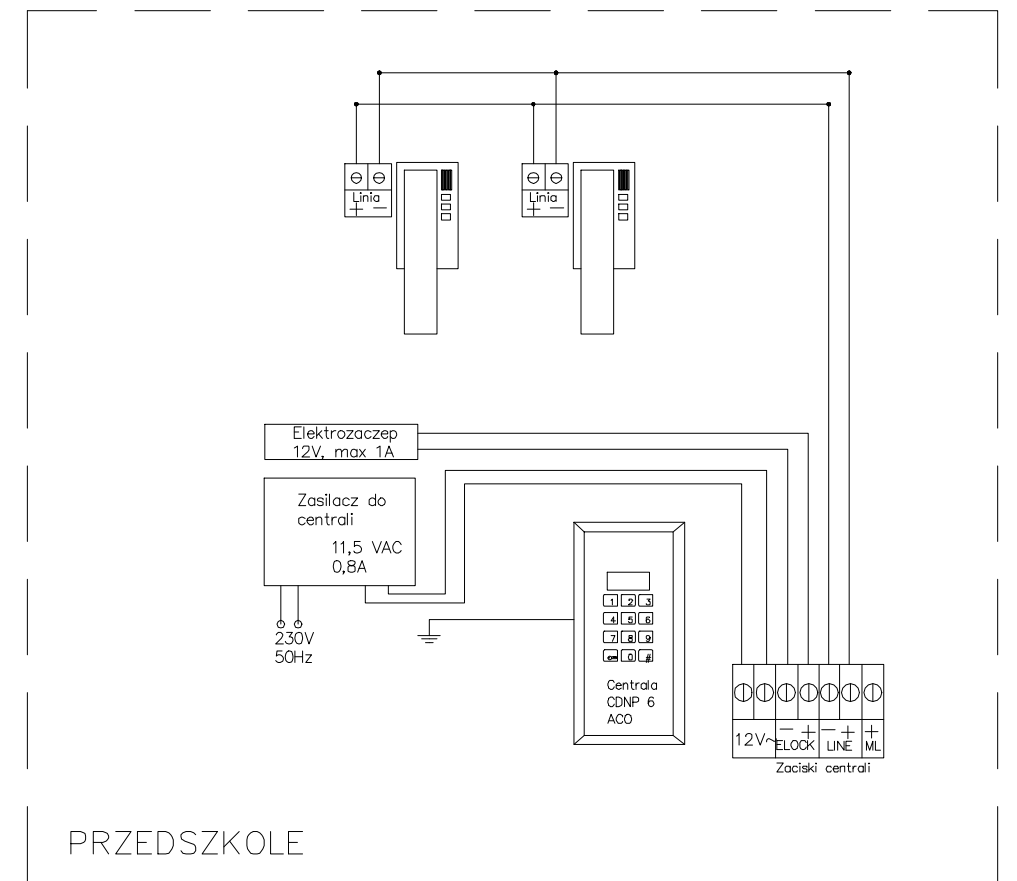 Linia
+ −
Linia
+ −
Elektrozaczep
12V, max 1A
Zasilacz do
centrali
11,5 VAC
0,8A
230V
50Hz
1 2 3
4 5 6
7 8 9
0 #
Centrala
CDNP 6
ACO
− + − + +
12V~ ELOCK LINE ML
Zaciski centrali
PRZEDSZKOLE